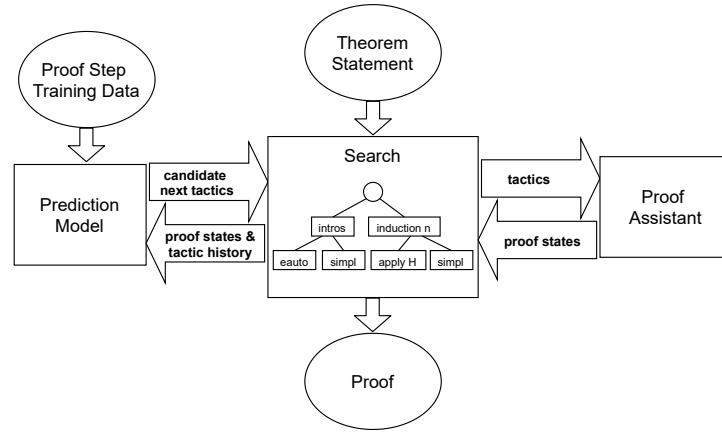 Proof Step
Training Data
Theorem
Statement
Prediction
Model
candidate
next tactics
proof states &
tactic history
Search
intros
induction n
eauto
simpl
apply H
simpl
tactics
proof states
Proof
Assistant
Proof